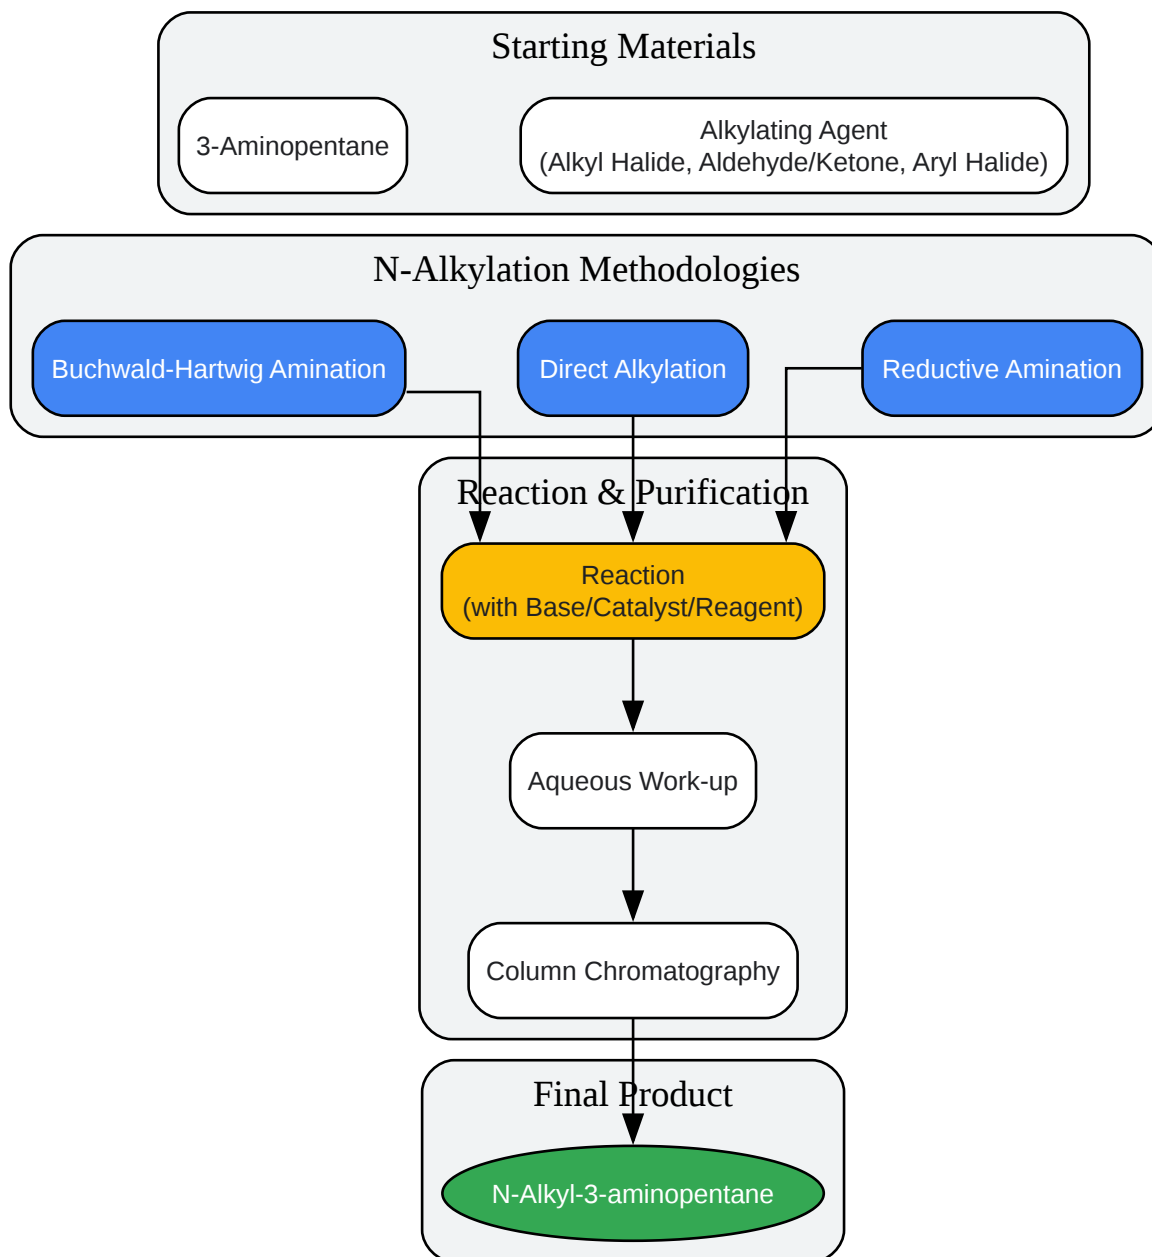 Starting Materials
3-Aminopentane
Alkylating Agent
(Alkyl Halide, Aldehyde/Ketone, Aryl Halide)
N-Alkylation Methodologies
Buchwald-Hartwig Amination
Direct Alkylation
Reductive Amination
Reaction & Purification
Reaction
(with Base/Catalyst/Reagent)
Aqueous Work-up
Column Chromatography
Final Product
N-Alkyl-3-aminopentane